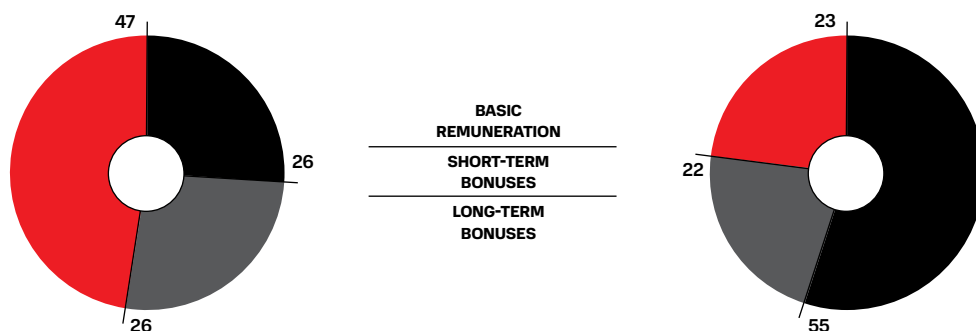 47
23
BASIC
REMUNERATION
26
SHORT-TERM
BONUSES
22
LONG-TERM
BONUSES
26
55